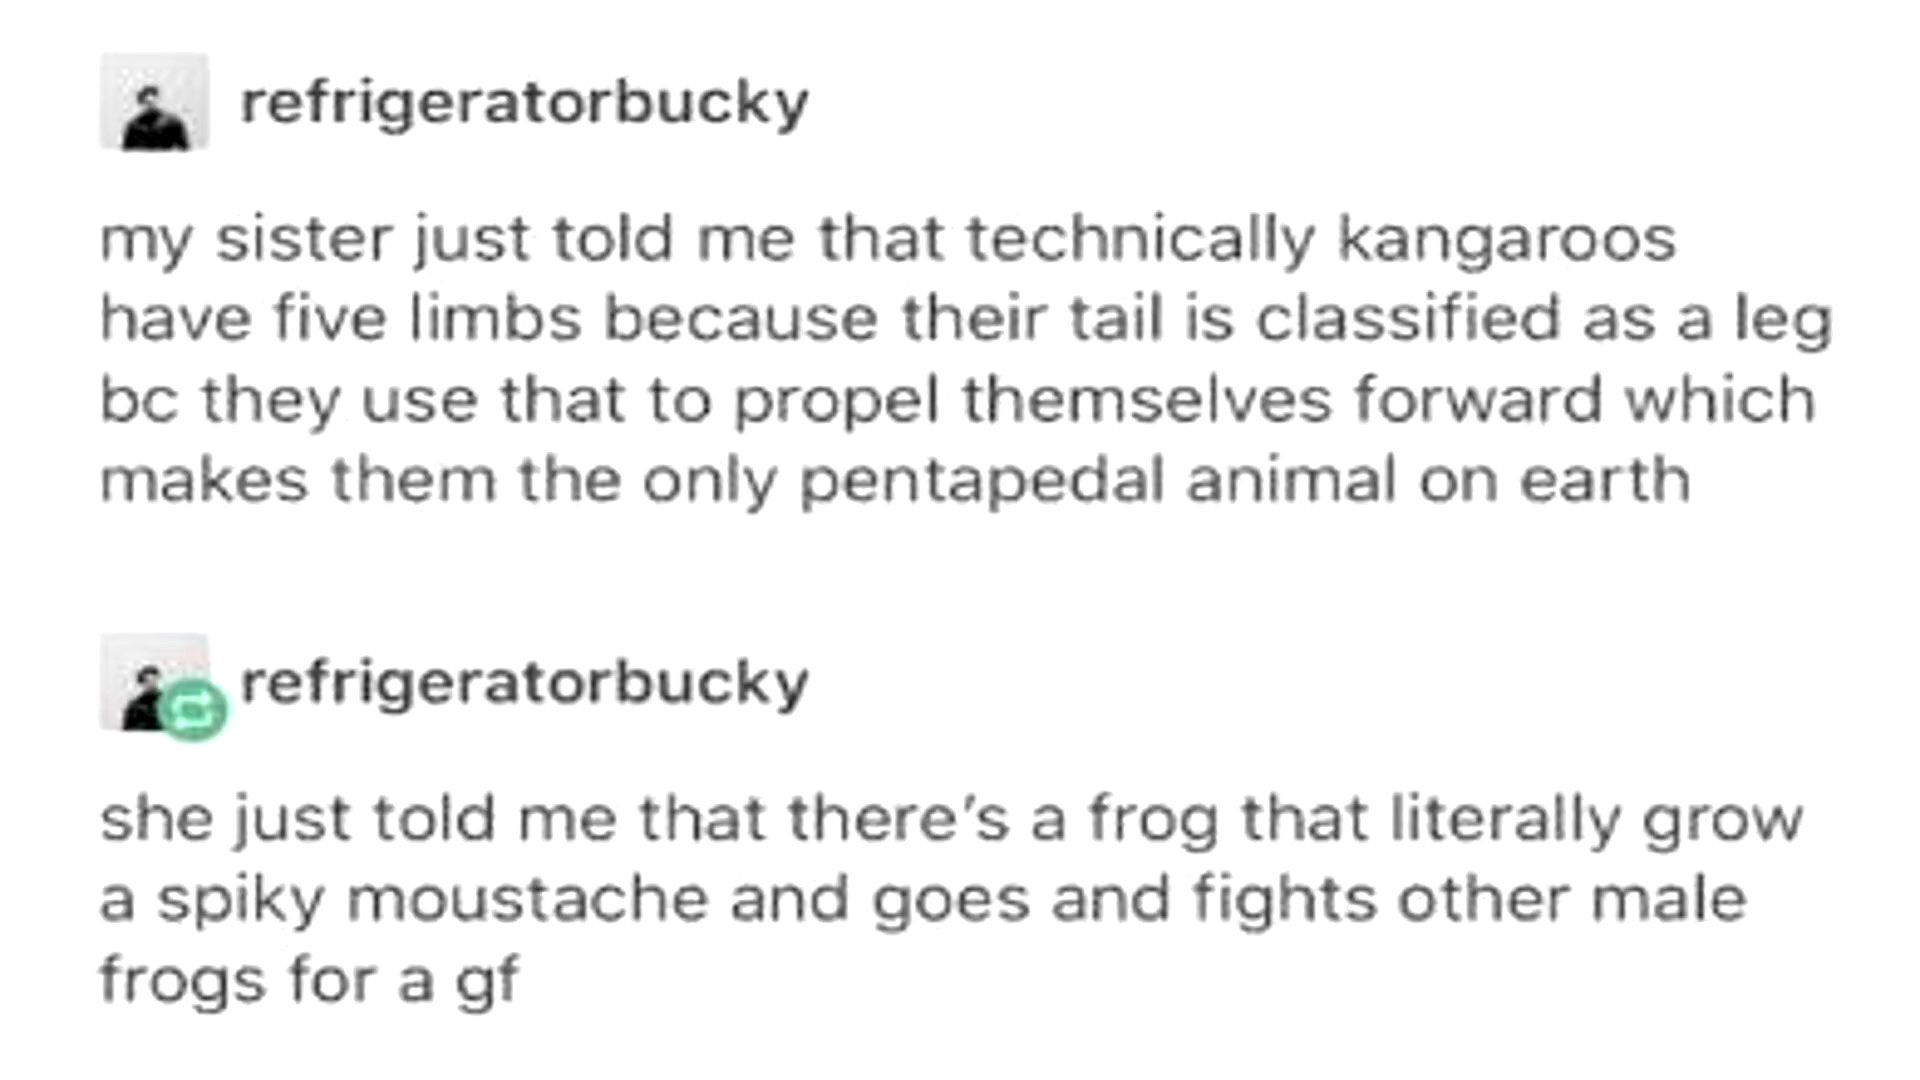 refrigeratorbucky
my sister just told me that technically kangaroos
have five limbs because their tail is classified as a leg
bc they use that to propel themselves forward which
makes them the only pentapedal animal on earth
refrigeratorbucky
she just told me that there's a frog that literally grow
a spiky moustache and goes and fights other male
frogs for a gf